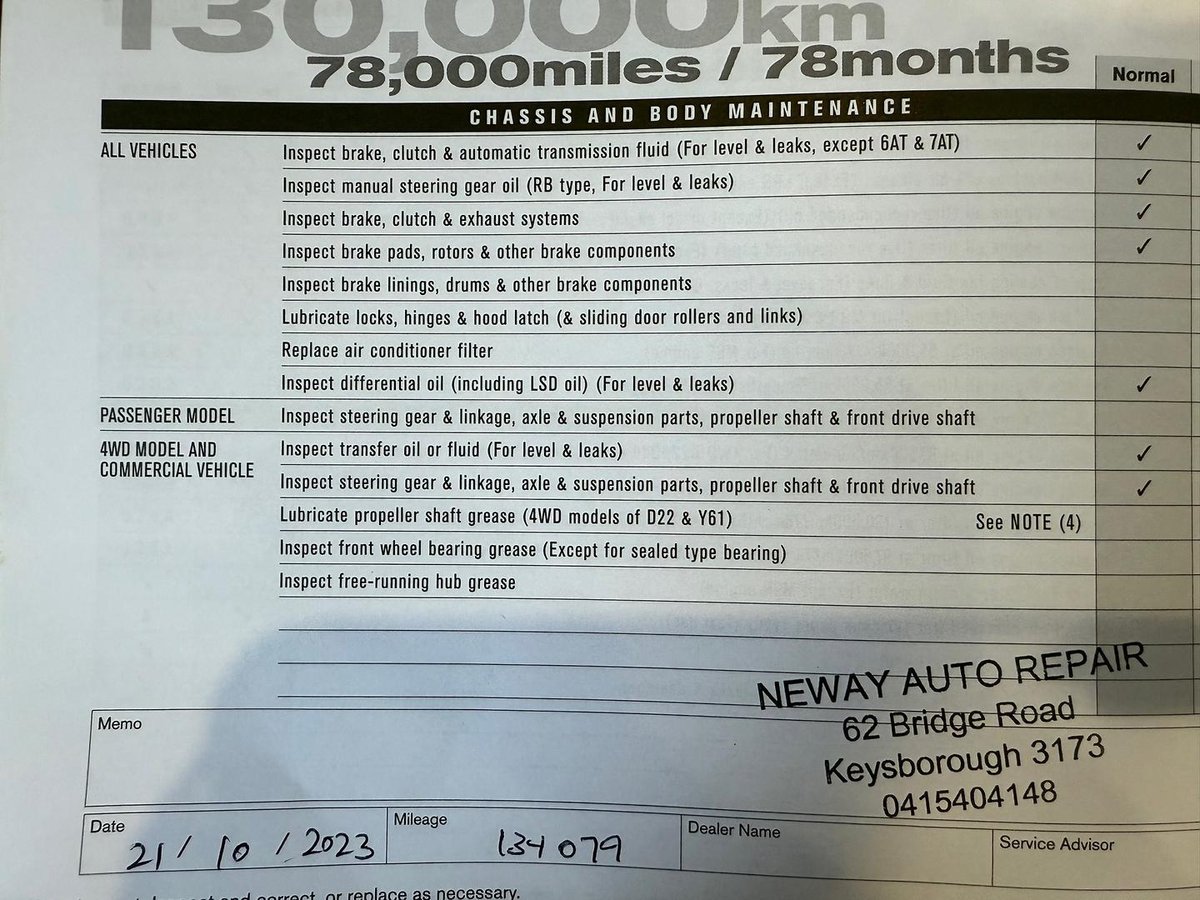 130,000km
78,000miles / 78months
Normal
CHASSIS AND BODY MAINTENANCE
ALL VEHICLES
Inspect brake, clutch & automatic transmission fluid (For level & leaks, except 6AT & 7AT) ✓
Inspect manual steering gear oil (RB type, For level & leaks) ✓
Inspect brake, clutch & exhaust systems ✓
Inspect brake pads, rotors & other brake components ✓
Inspect brake linings, drums & other brake components
Lubricate locks, hinges & hood latch (& sliding door rollers and links)
Replace air conditioner filter
Inspect differential oil (including LSD oil) (For level & leaks) ✓
PASSENGER MODEL
Inspect steering gear & linkage, axle & suspension parts, propeller shaft & front drive shaft
4WD MODEL AND
COMMERCIAL VEHICLE
Inspect transfer oil or fluid (For level & leaks) ✓
Inspect steering gear & linkage, axle & suspension parts, propeller shaft & front drive shaft ✓
Lubricate propeller shaft grease (4WD models of D22 & Y61) See NOTE (4)
Inspect front wheel bearing grease (Except for sealed type bearing)
Inspect free-running hub grease
NEWAY AUTO REPAIR
62 Bridge Road
Keysborough 3173
0415404148
Memo
Date
21/10/2023
Mileage
134079
Dealer Name
Service Advisor
and correct, or replace as necessary.